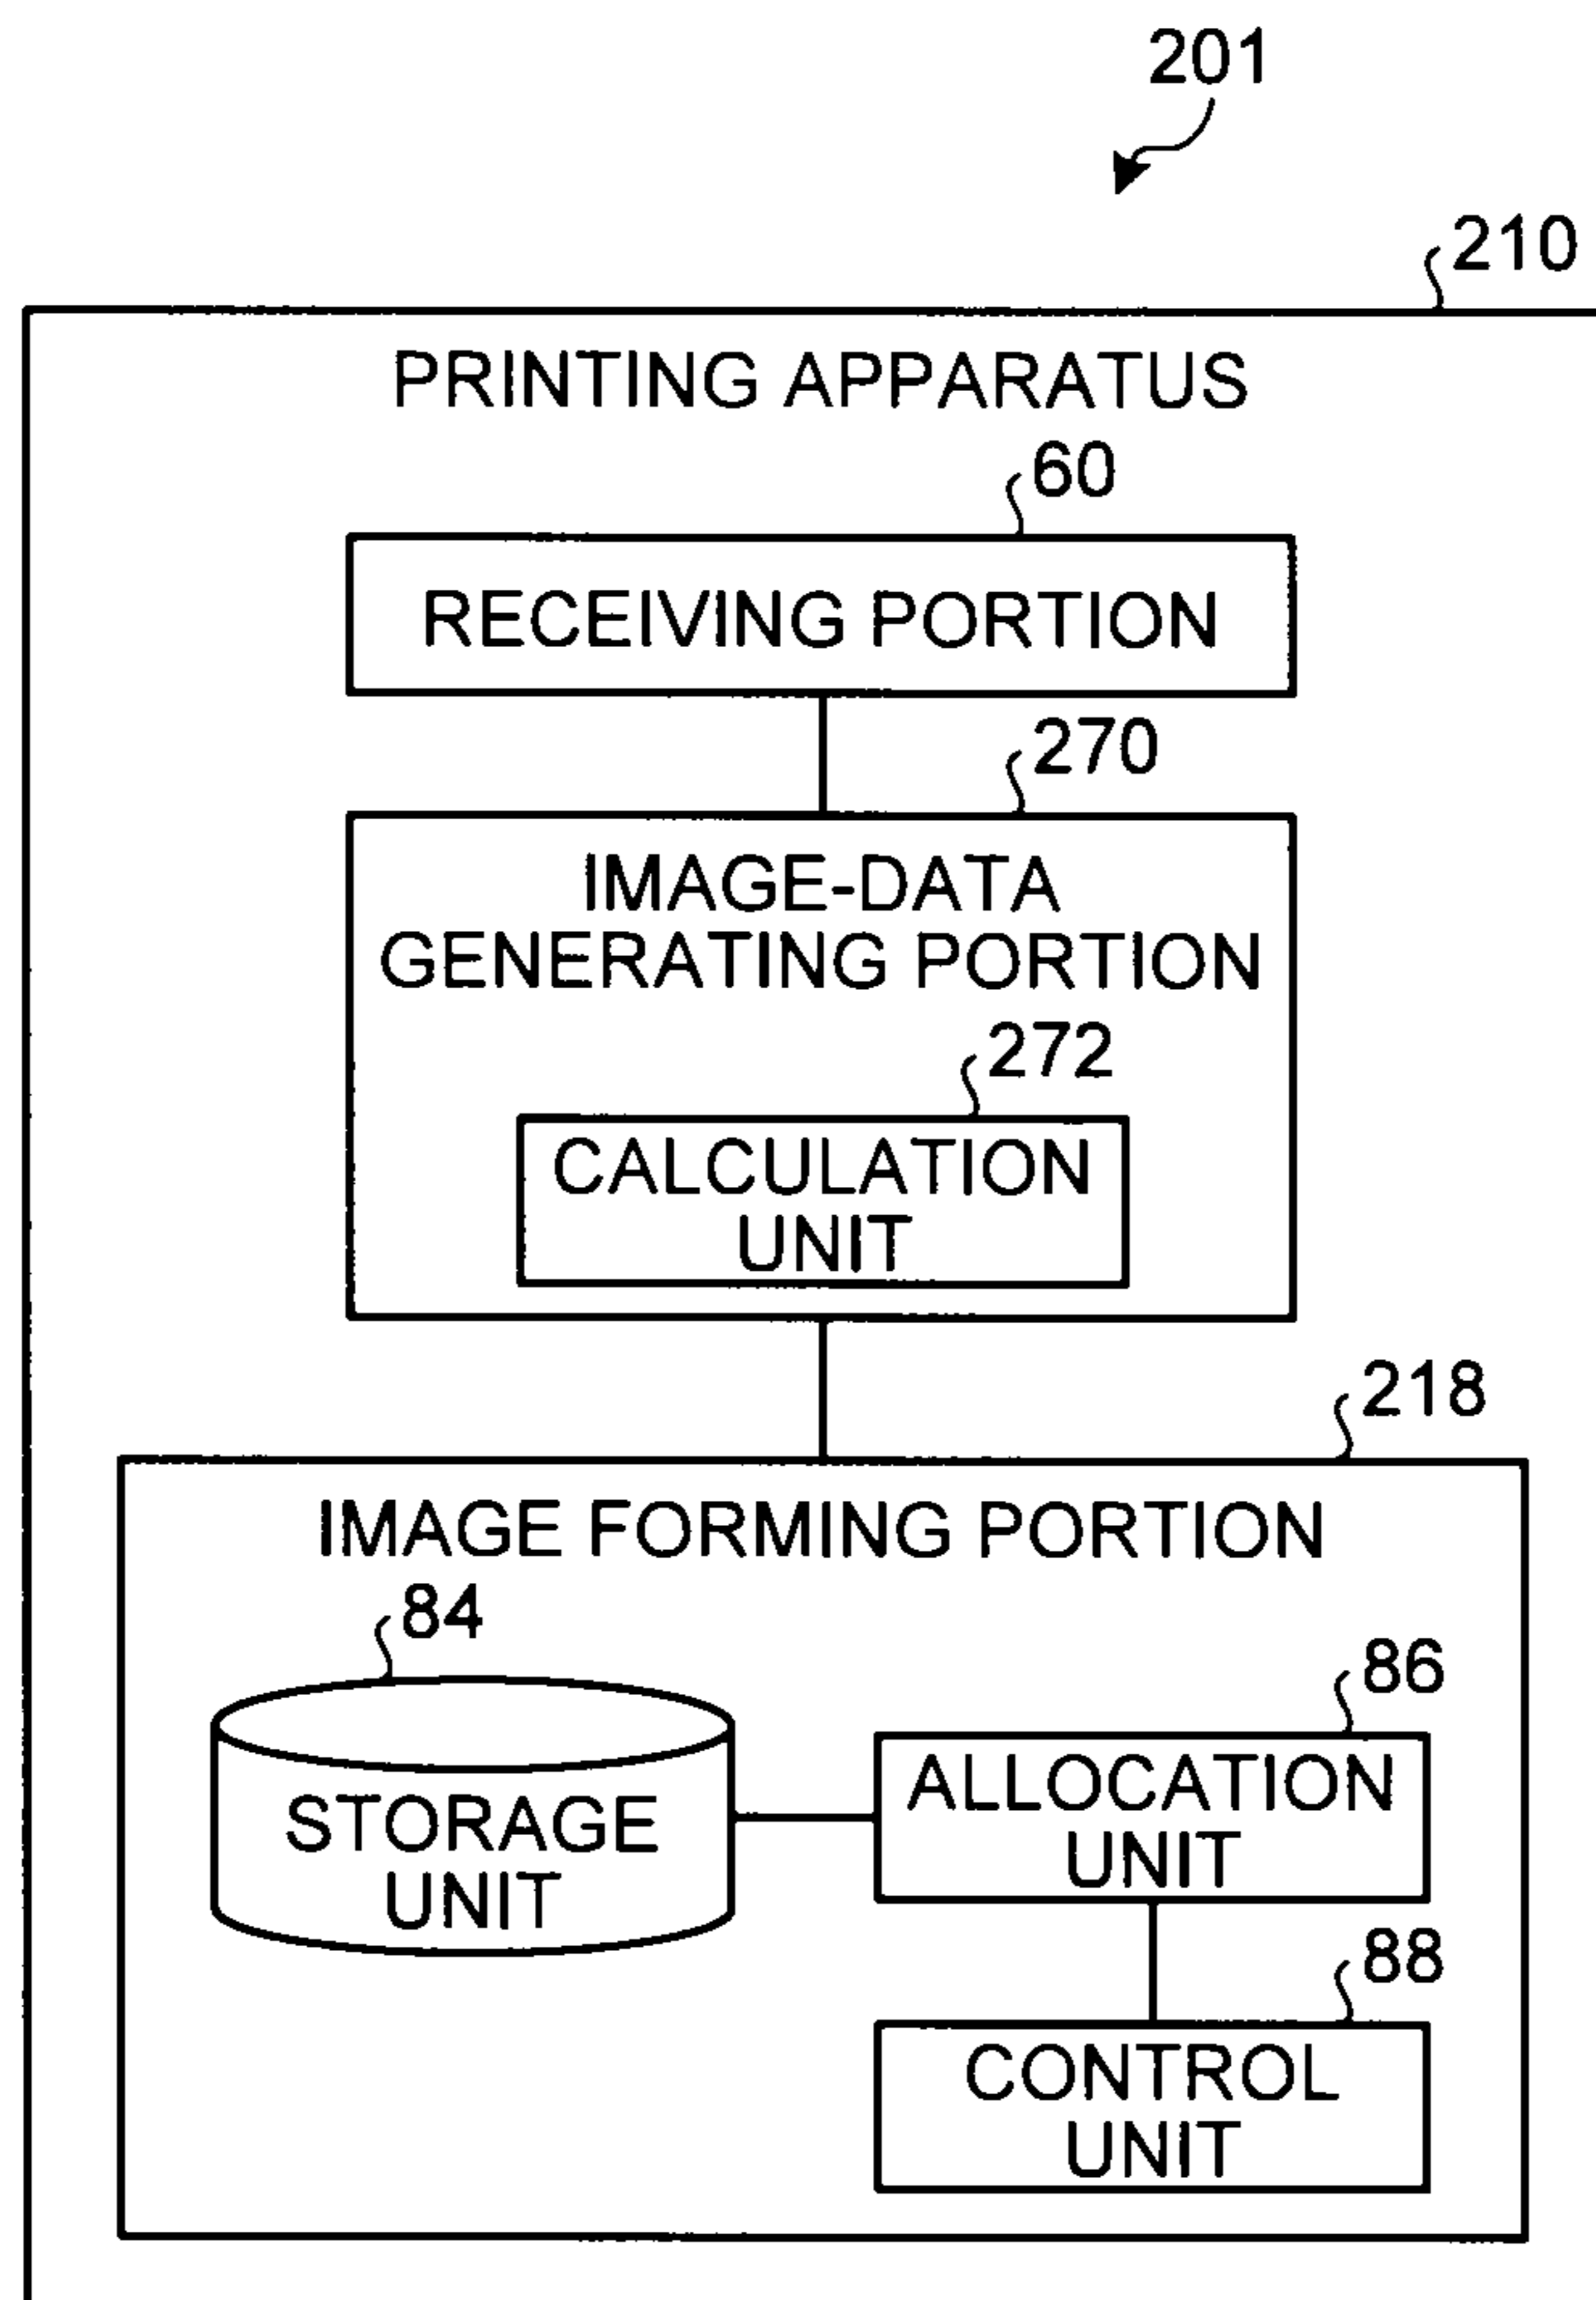 201
210
PRINTING APPARATUS
60
RECEIVING PORTION
270
IMAGE-DATA
GENERATING PORTION
272
CALCULATION
UNIT
218
IMAGE FORMING PORTION
84
STORAGE
UNIT
86
ALLOCATION
UNIT
88
CONTROL
UNIT